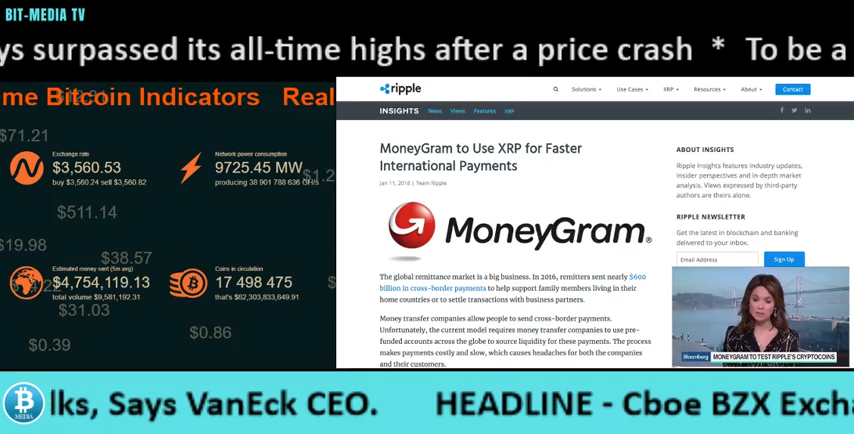 BIT-MEDIA TV
ys surpassed its all-time highs after a price crash * To be a
me Bitcoin Indicators Real
$71.21
Exchange rate
$3,560.53
buy $3,560.24 sell $3,560.82
Network power consumption
9725.45 MW
producing 38 901 788 636 GH/s
$511.14
$19.98
$38.57
Estimated money sent (5m avg)
$4,754,119.13
total volume $9,581,192.31
Coins in circulation
17 498 475
that's $62,303,833,649.91
$31.03
$0.86
$0.39
ripple
Solutions
Use Cases
XRP
Resources
About
Contact
INSIGHTS
News
Views
Features
XRP
MoneyGram to Use XRP for Faster
International Payments
Jan 11, 2018 | Team Ripple
MoneyGram®
The global remittance market is a big business. In 2016, remitters sent nearly $600
billion in cross-border payments to help support family members living in their
home countries or to settle transactions with business partners.
Money transfer companies allow people to send cross-border payments.
Unfortunately, the current model requires money transfer companies to use pre-
funded accounts across the globe to source liquidity for these payments. The process
makes payments costly and slow, which causes headaches for both the companies
and their customers.
ABOUT INSIGHTS
Ripple Insights features industry updates,
insider perspectives and in-depth market
analysis. Views expressed by third-party
authors are theirs alone.
RIPPLE NEWSLETTER
Get the latest in blockchain and banking
delivered to your inbox.
Email Address
Sign Up
Bloomberg
MONEYGRAM TO TEST RIPPLE'S CRYPTOCOINS
MEDIA
lks, Says VanEck CEO. HEADLINE - Cboe BZX Excha